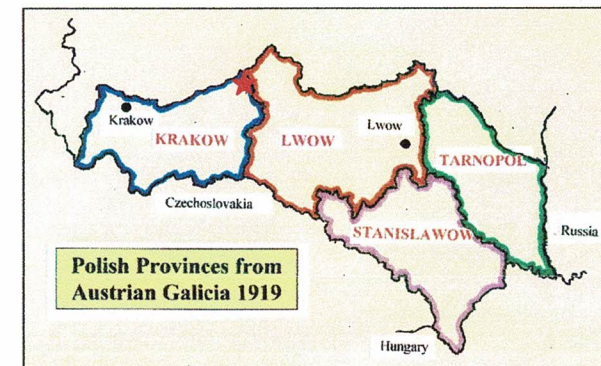 Krakow
KRAKOW
LWOW
Lwow
TARNOPOL
Czechoslovakia
STANISLAWOW
Russia
Polish Provinces from
Austrian Galicia 1919
Hungary